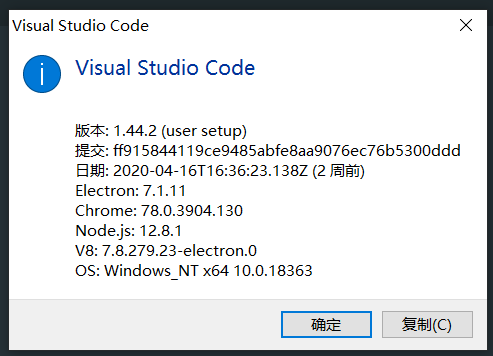 Visual Studio Code
Visual Studio Code
版本: 1.44.2 (user setup)
提交: ff915844119ce9485abfe8aa9076ec76b5300ddd
日期: 2020-04-16T16:36:23.138Z (2 周前)
Electron: 7.1.11
Chrome: 78.0.3904.130
Node.js: 12.8.1
V8: 7.8.279.23-electron.0
OS: Windows_NT x64 10.0.18363
确定 复制(C)